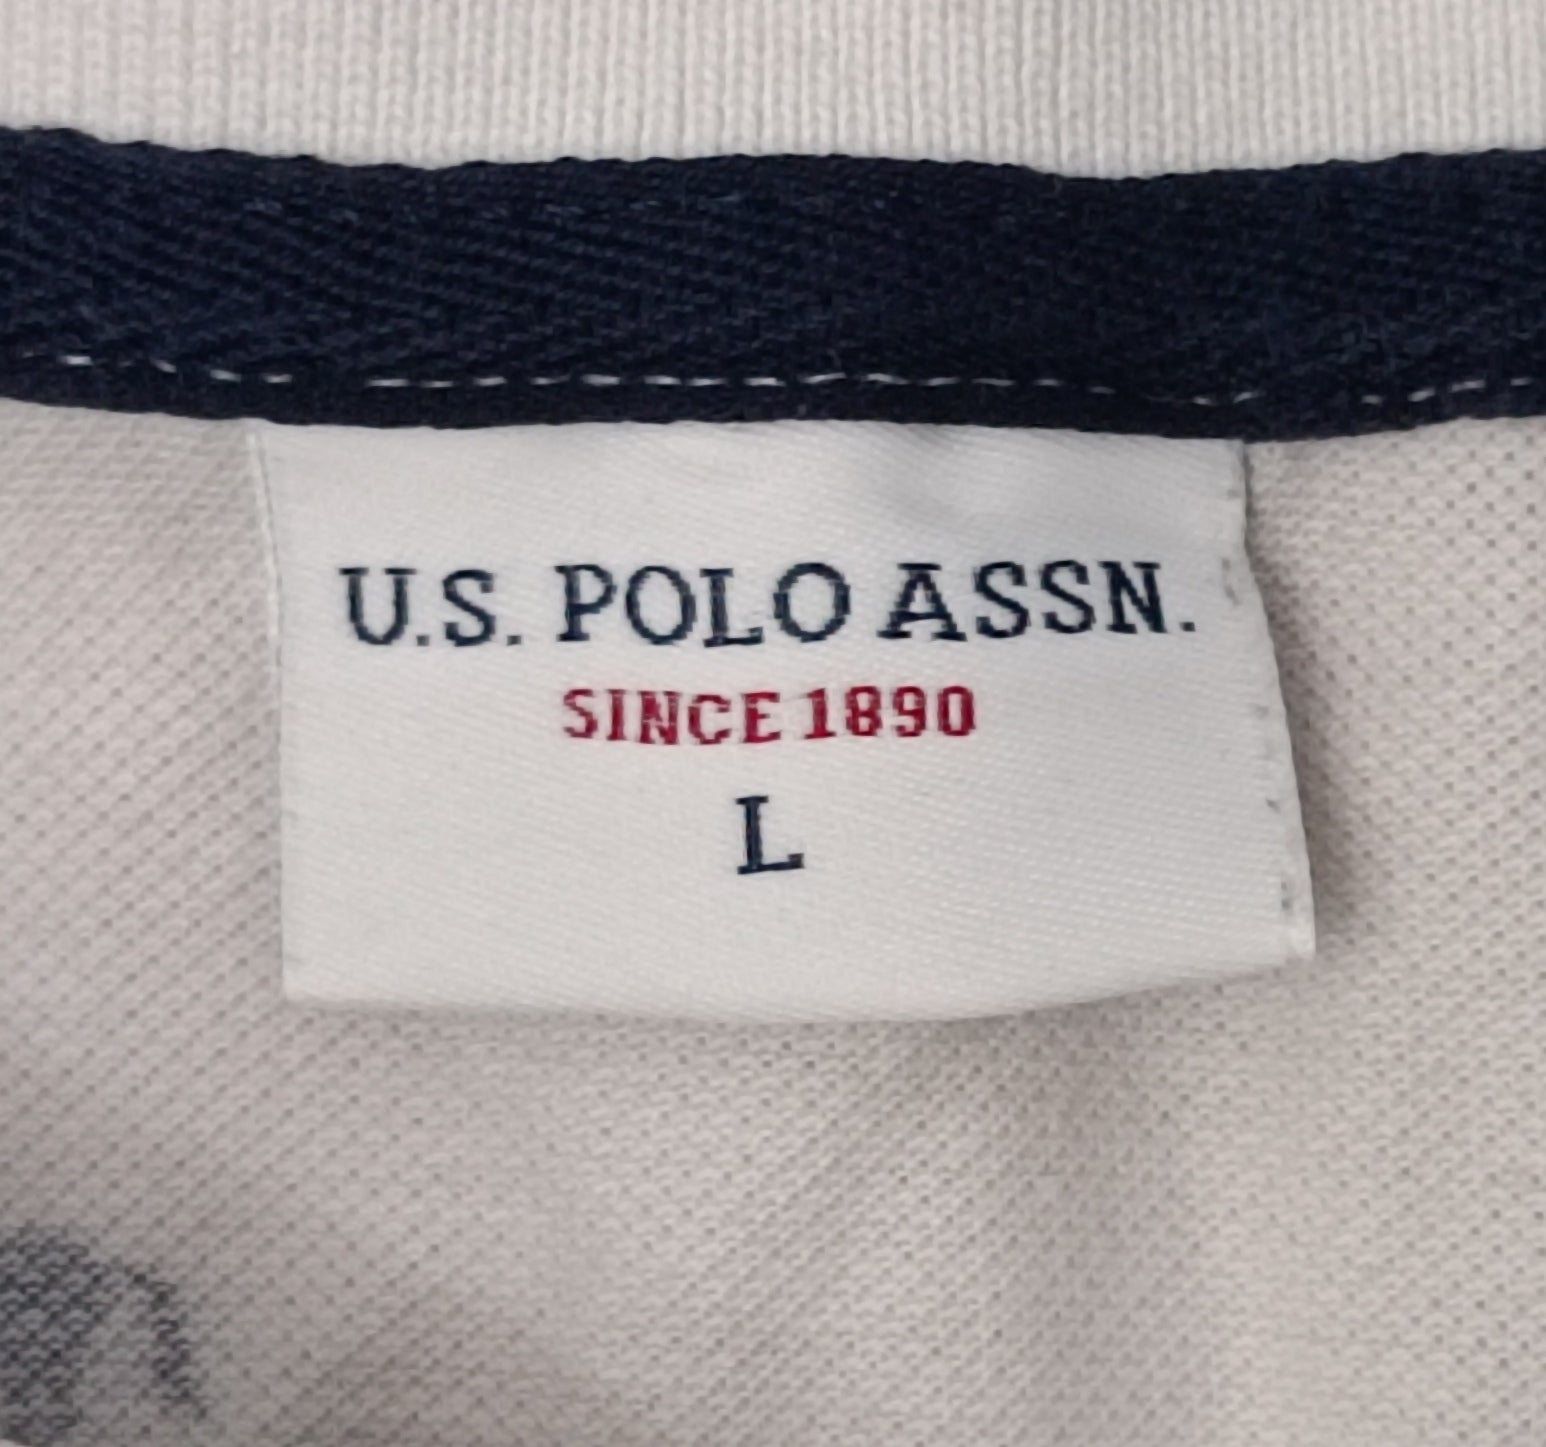 U.S. POLO ASSN.
SINCE 1890
L